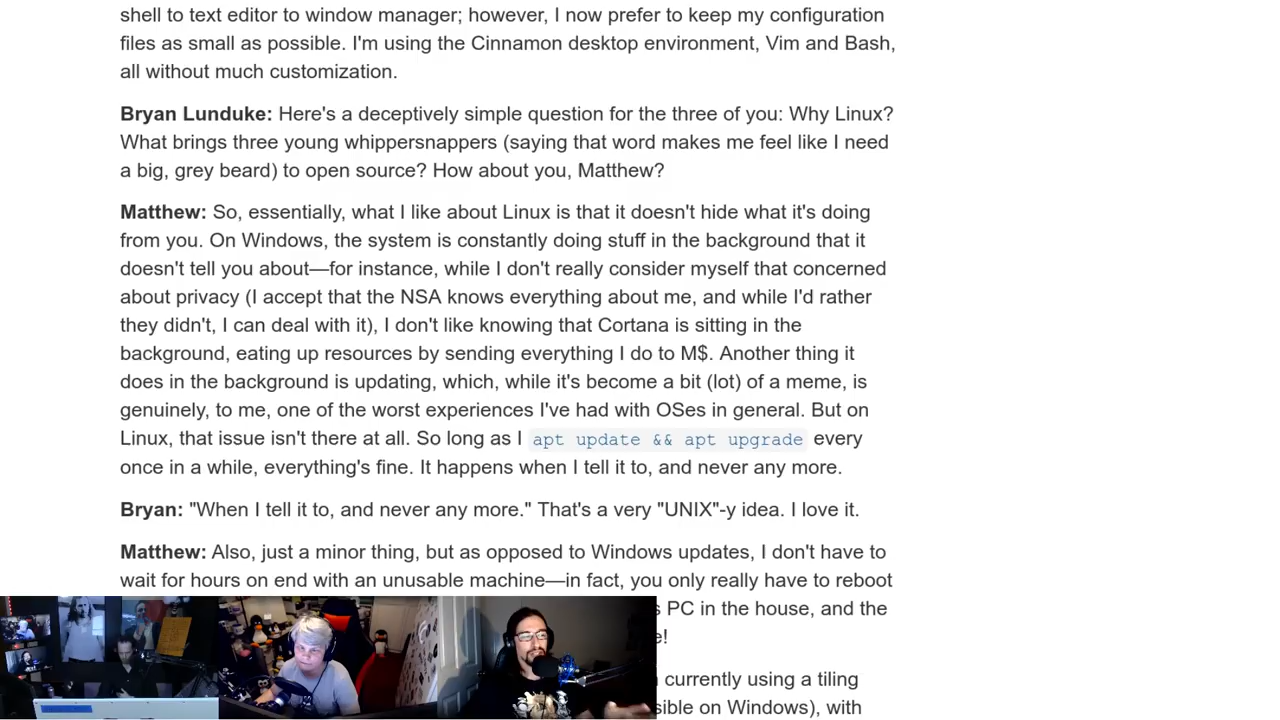 shell to text editor to window manager; however, I now prefer to keep my configuration
files as small as possible. I'm using the Cinnamon desktop environment, Vim and Bash,
all without much customization.
Bryan Lunduke: Here's a deceptively simple question for the three of you: Why Linux?
What brings three young whippersnappers (saying that word makes me feel like I need
a big, grey beard) to open source? How about you, Matthew?
Matthew: So, essentially, what I like about Linux is that it doesn't hide what it's doing
from you. On Windows, the system is constantly doing stuff in the background that it
doesn't tell you about—for instance, while I don't really consider myself that concerned
about privacy (I accept that the NSA knows everything about me, and while I'd rather
they didn't, I can deal with it), I don't like knowing that Cortana is sitting in the
background, eating up resources by sending everything I do to M$. Another thing it
does in the background is updating, which, while it's become a bit (lot) of a meme, is
genuinely, to me, one of the worst experiences I've had with OSes in general. But on
Linux, that issue isn't there at all. So long as I apt update && apt upgrade every
once in a while, everything's fine. It happens when I tell it to, and never any more.
Bryan: "When I tell it to, and never any more." That's a very "UNIX"-y idea. I love it.
Matthew: Also, just a minor thing, but as opposed to Windows updates, I don't have to
wait for hours on end with an unusable machine—in fact, you only really have to reboot
PC in the house, and the
e!
currently using a tiling
sible on Windows), with